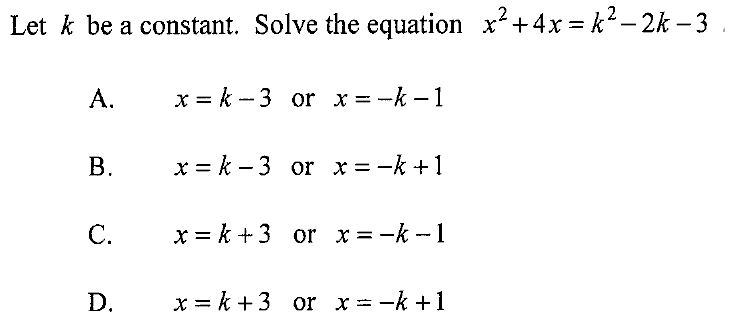 Let k be a constant. Solve the equation x²+4x = k²−2k−3 .
A. x = k−3 or x = −k−1
B. x = k−3 or x = −k+1
C. x = k+3 or x = −k−1
D. x = k+3 or x = −k+1